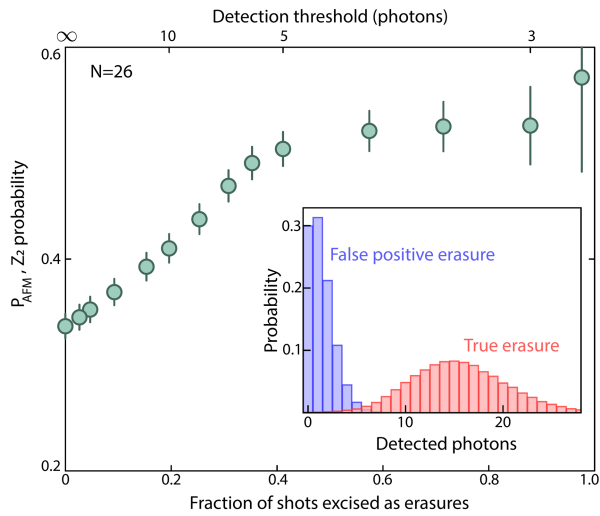 Detection threshold (photons)
∞ 10 5 3
0.6
N=26
0.4
0.2
P_AFM, Z₂ probability
0 0.2 0.4 0.6 0.8 1.0
Fraction of shots excised as erasures
0.3
0.2
0.1
Probability
False positive erasure
True erasure
0 10 20
Detected photons